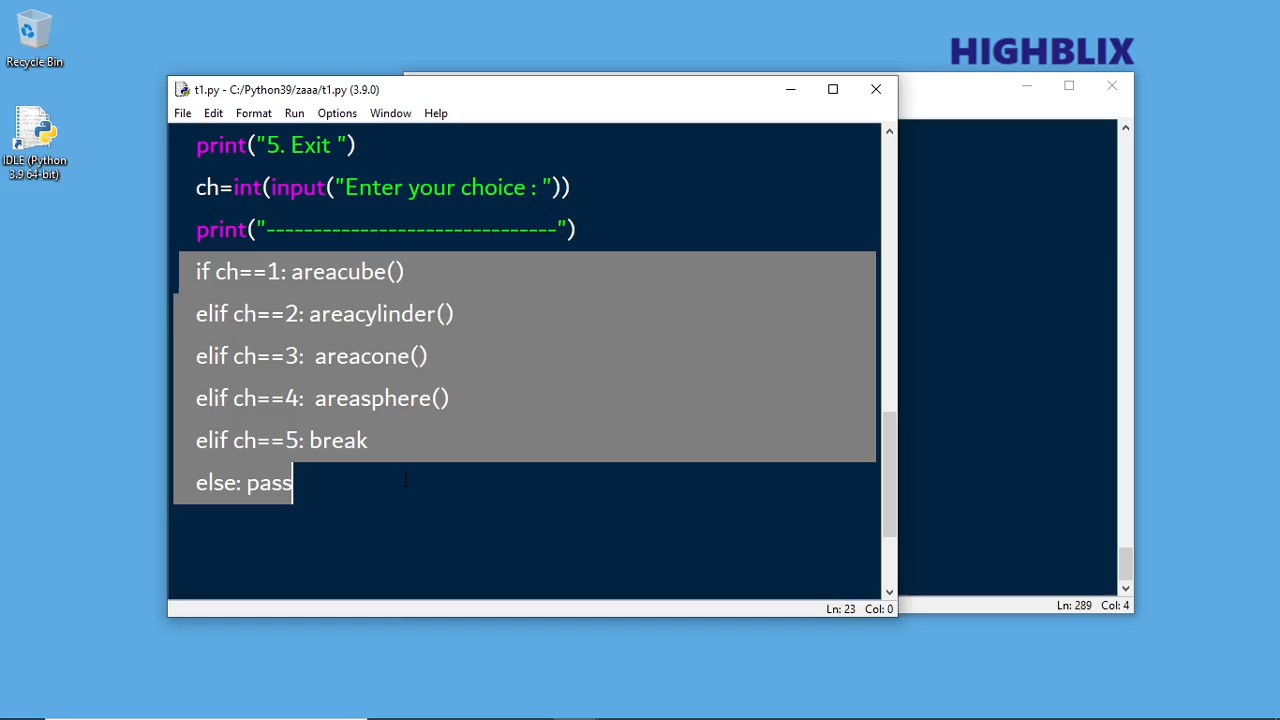 Recycle Bin
IDLE (Python
3.9 64-bit)
HIGHBLIX
t1.py - C:/Python39/zaaa/t1.py (3.9.0)
File Edit Format Run Options Window Help
print("5. Exit ")
ch=int(input("Enter your choice : "))
print("-------------------------------")
if ch==1: areacube()
elif ch==2: areacylinder()
elif ch==3:  areacone()
elif ch==4:  areasphere()
elif ch==5: break
else: pass
Ln: 23 Col: 0
Ln: 289 Col: 4